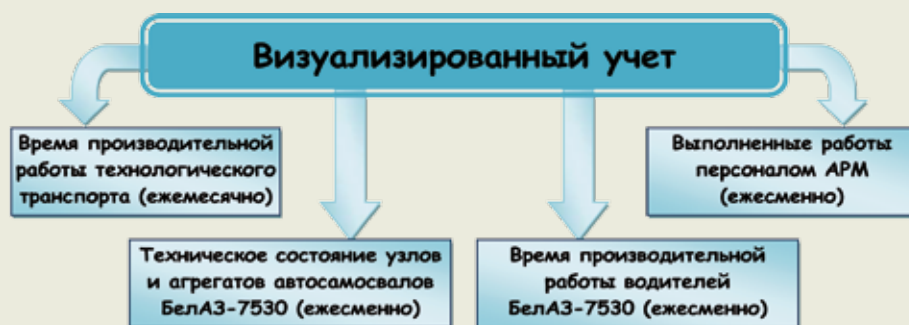 Визуализированный учет
Время производительной
работы технологического
транспорта (ежемесячно)
Выполненные работы
персоналом АРМ
(ежесменно)
Техническое состояние узлов
и агрегатов автосамосвалов
БелАЗ-7530 (ежесменно)
Время производительной
работы водителей
БелАЗ-7530 (ежесменно)